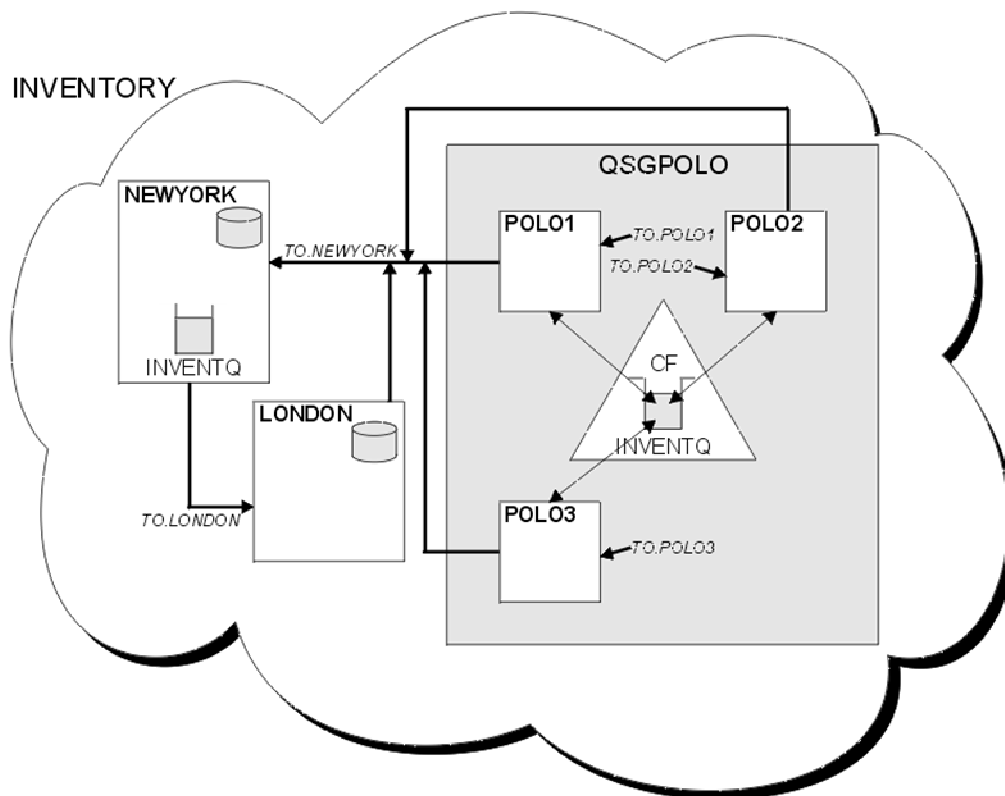 INVENTORY
QSGPOLO
NEWYORK
POLO1
TO.POLO1
POLO2
TO.NEWYORK
TO.POLO2
INVENTQ
CF
LONDON
INVENTQ
TO.LONDON
POLO3
TO.POLO3